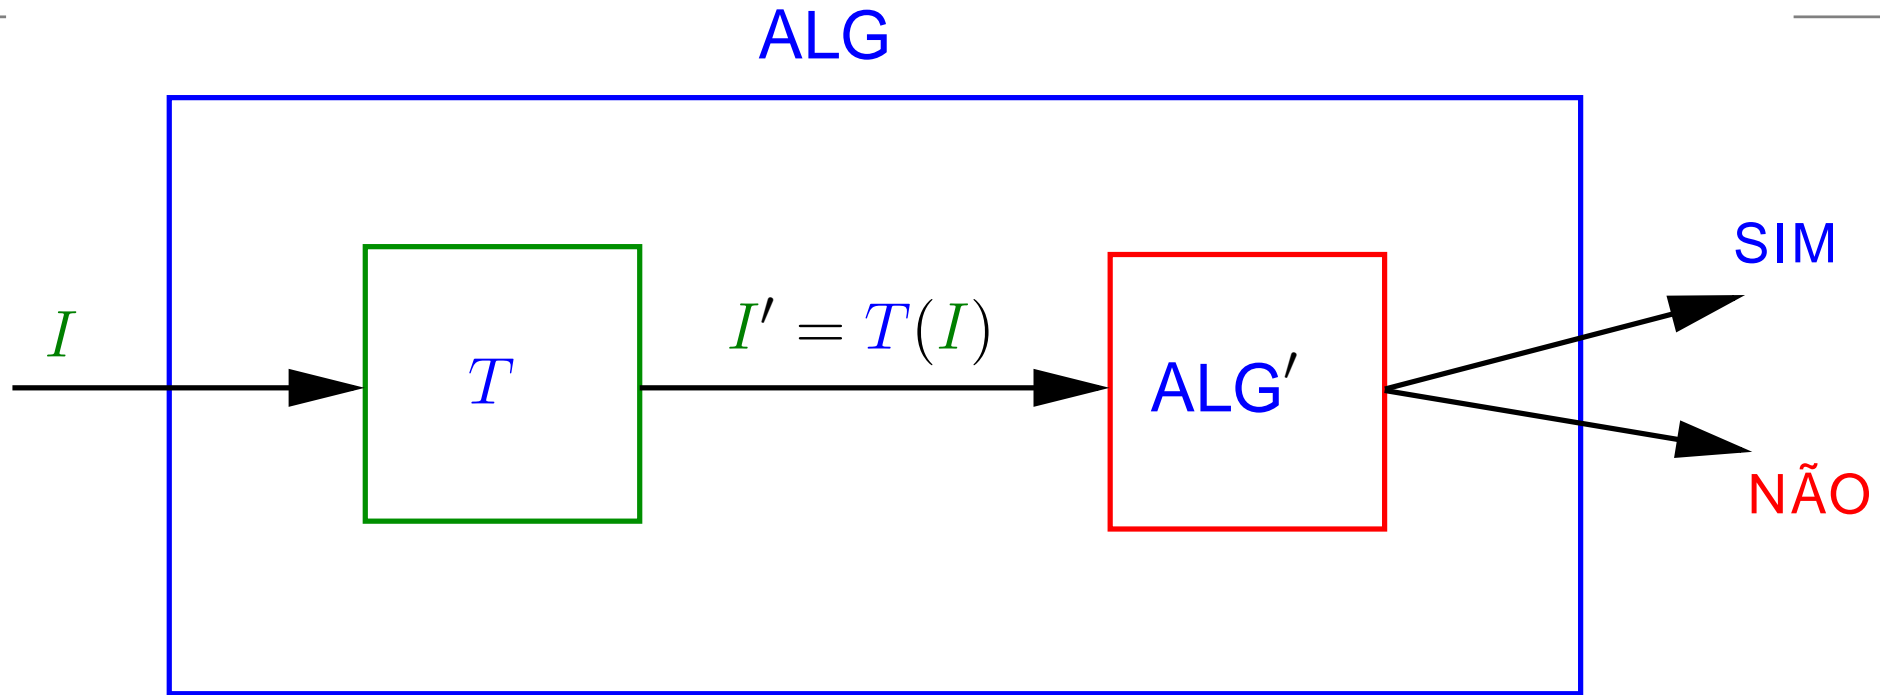 ALG
I
T
I′ = T(I)
ALG′
SIM
NÃO